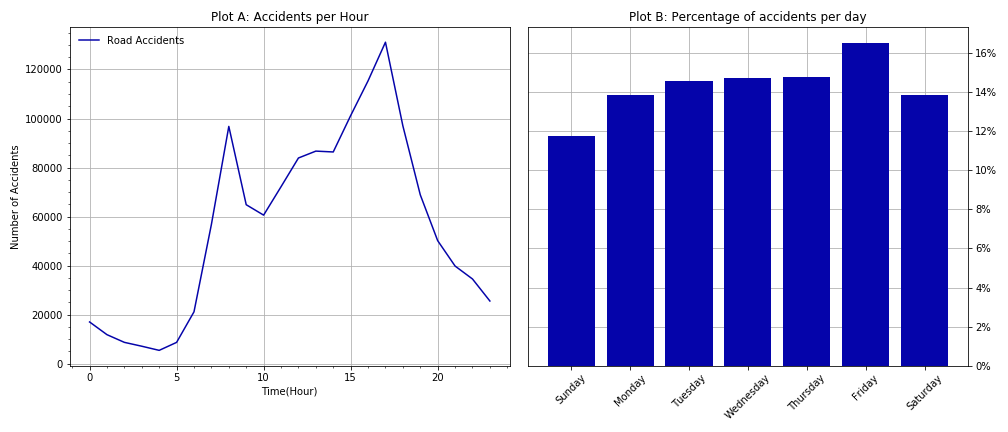 Plot A: Accidents per Hour
Road Accidents
120000
100000
80000
60000
40000
20000
0
Number of Accidents
0 5 10 15 20
Time(Hour)
Plot B: Percentage of accidents per day
16%
14%
12%
10%
8%
6%
4%
2%
0%
Sunday Monday Tuesday Wednesday Thursday Friday Saturday